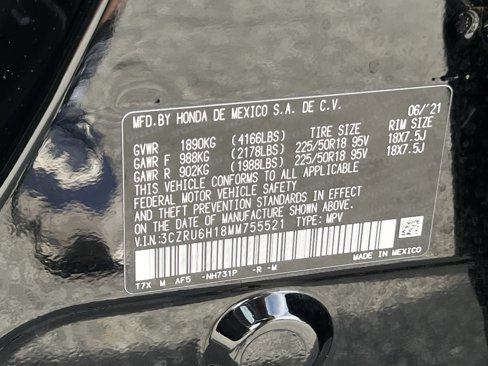 MFD.BY HONDA DE MEXICO S.A. DE C.V. 06/'21
GVWR 1890KG (4166LBS) TIRE SIZE RIM SIZE
GAWR F 988KG (2178LBS) 225/50R18 95V 18X7.5J
GAWR R 902KG (1988LBS) 225/50R18 95V 18X7.5J
THIS VEHICLE CONFORMS TO ALL APPLICABLE
FEDERAL MOTOR VEHICLE SAFETY
AND THEFT PREVENTION STANDARDS IN EFFECT
ON THE DATE OF MANUFACTURE SHOWN ABOVE.
V.I.N:3CZRU6H18MM755521 TYPE: MPV
T7X M AF5 -NH731P -R -M MADE IN MEXICO